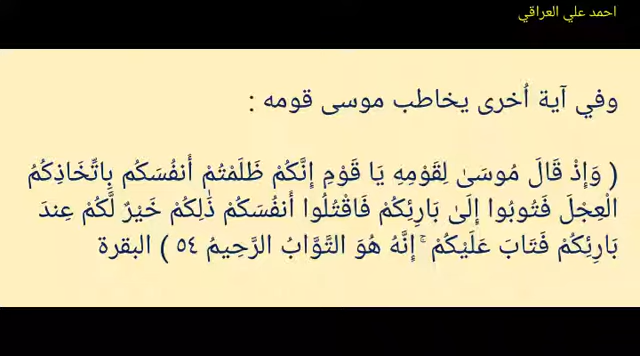 احمد علي العراقي
وفي آية اُخرى يخاطب موسى قومه :
( وَإِذْ قَالَ مُوسَىٰ لِقَوْمِهِ يَا قَوْمِ إِنَّكُمْ ظَلَمْتُمْ أَنفُسَكُم بِاتِّخَاذِكُمُ
الْعِجْلَ فَتُوبُوا إِلَىٰ بَارِئِكُمْ فَاقْتُلُوا أَنفُسَكُمْ ذَٰلِكُمْ خَيْرٌ لَّكُمْ عِندَ
بَارِئِكُمْ فَتَابَ عَلَيْكُمْ ۚ إِنَّهُ هُوَ التَّوَّابُ الرَّحِيمُ ٥٤ ) البقرة